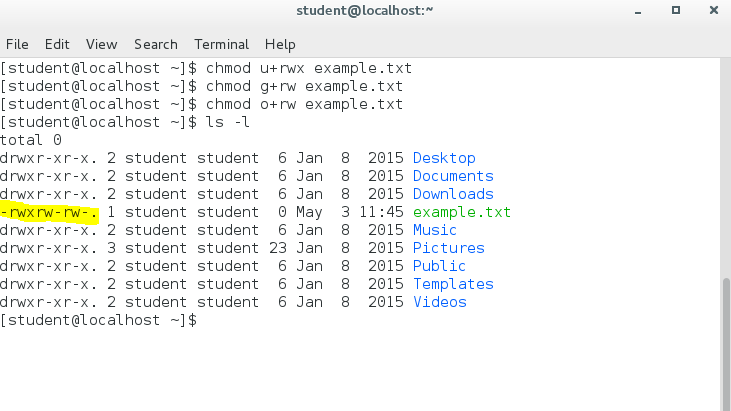 student@localhost:~
File Edit View Search Terminal Help
[student@localhost ~]$ chmod u+rwx example.txt
[student@localhost ~]$ chmod g+rw example.txt
[student@localhost ~]$ chmod o+rw example.txt
[student@localhost ~]$ ls -l
total 0
drwxr-xr-x. 2 student student  6 Jan  8  2015 Desktop
drwxr-xr-x. 2 student student  6 Jan  8  2015 Documents
drwxr-xr-x. 2 student student  6 Jan  8  2015 Downloads
-rwxrw-rw-. 1 student student  0 May  3 11:45 example.txt
drwxr-xr-x. 2 student student  6 Jan  8  2015 Music
drwxr-xr-x. 3 student student 23 Jan  8  2015 Pictures
drwxr-xr-x. 2 student student  6 Jan  8  2015 Public
drwxr-xr-x. 2 student student  6 Jan  8  2015 Templates
drwxr-xr-x. 2 student student  6 Jan  8  2015 Videos
[student@localhost ~]$